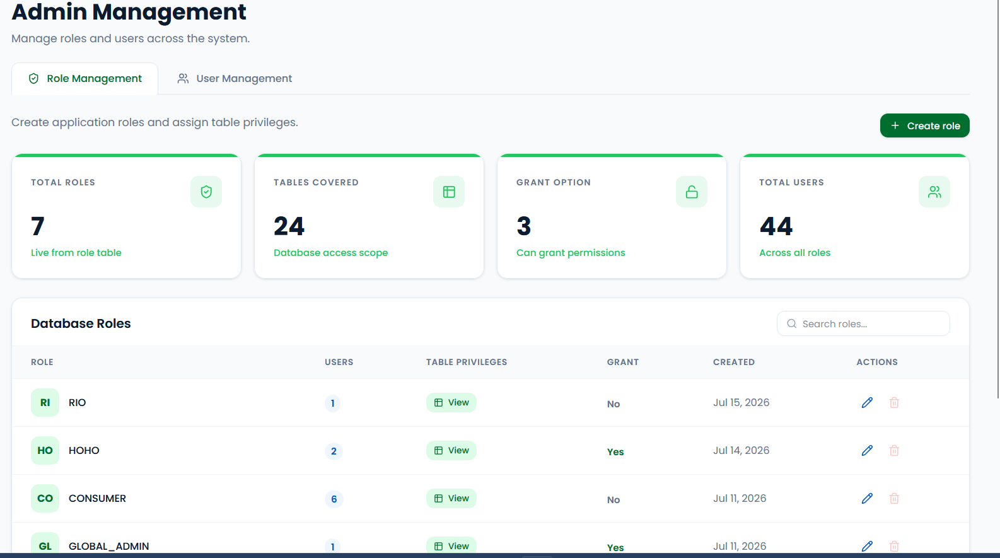 Admin Management
Manage roles and users across the system.
Role Management
User Management
Create application roles and assign table privileges.
Create role
TOTAL ROLES
7
Live from role table
TABLES COVERED
24
Database access scope
GRANT OPTION
3
Can grant permissions
TOTAL USERS
44
Across all roles
Database Roles
Search roles...
ROLE USERS TABLE PRIVILEGES GRANT CREATED ACTIONS
RI RIO 1 View No Jul 15, 2026
HO HOHO 2 View Yes Jul 14, 2026
CO CONSUMER 6 View No Jul 11, 2026
GL GLOBAL_ADMIN 1 View Yes Jul 11, 2026